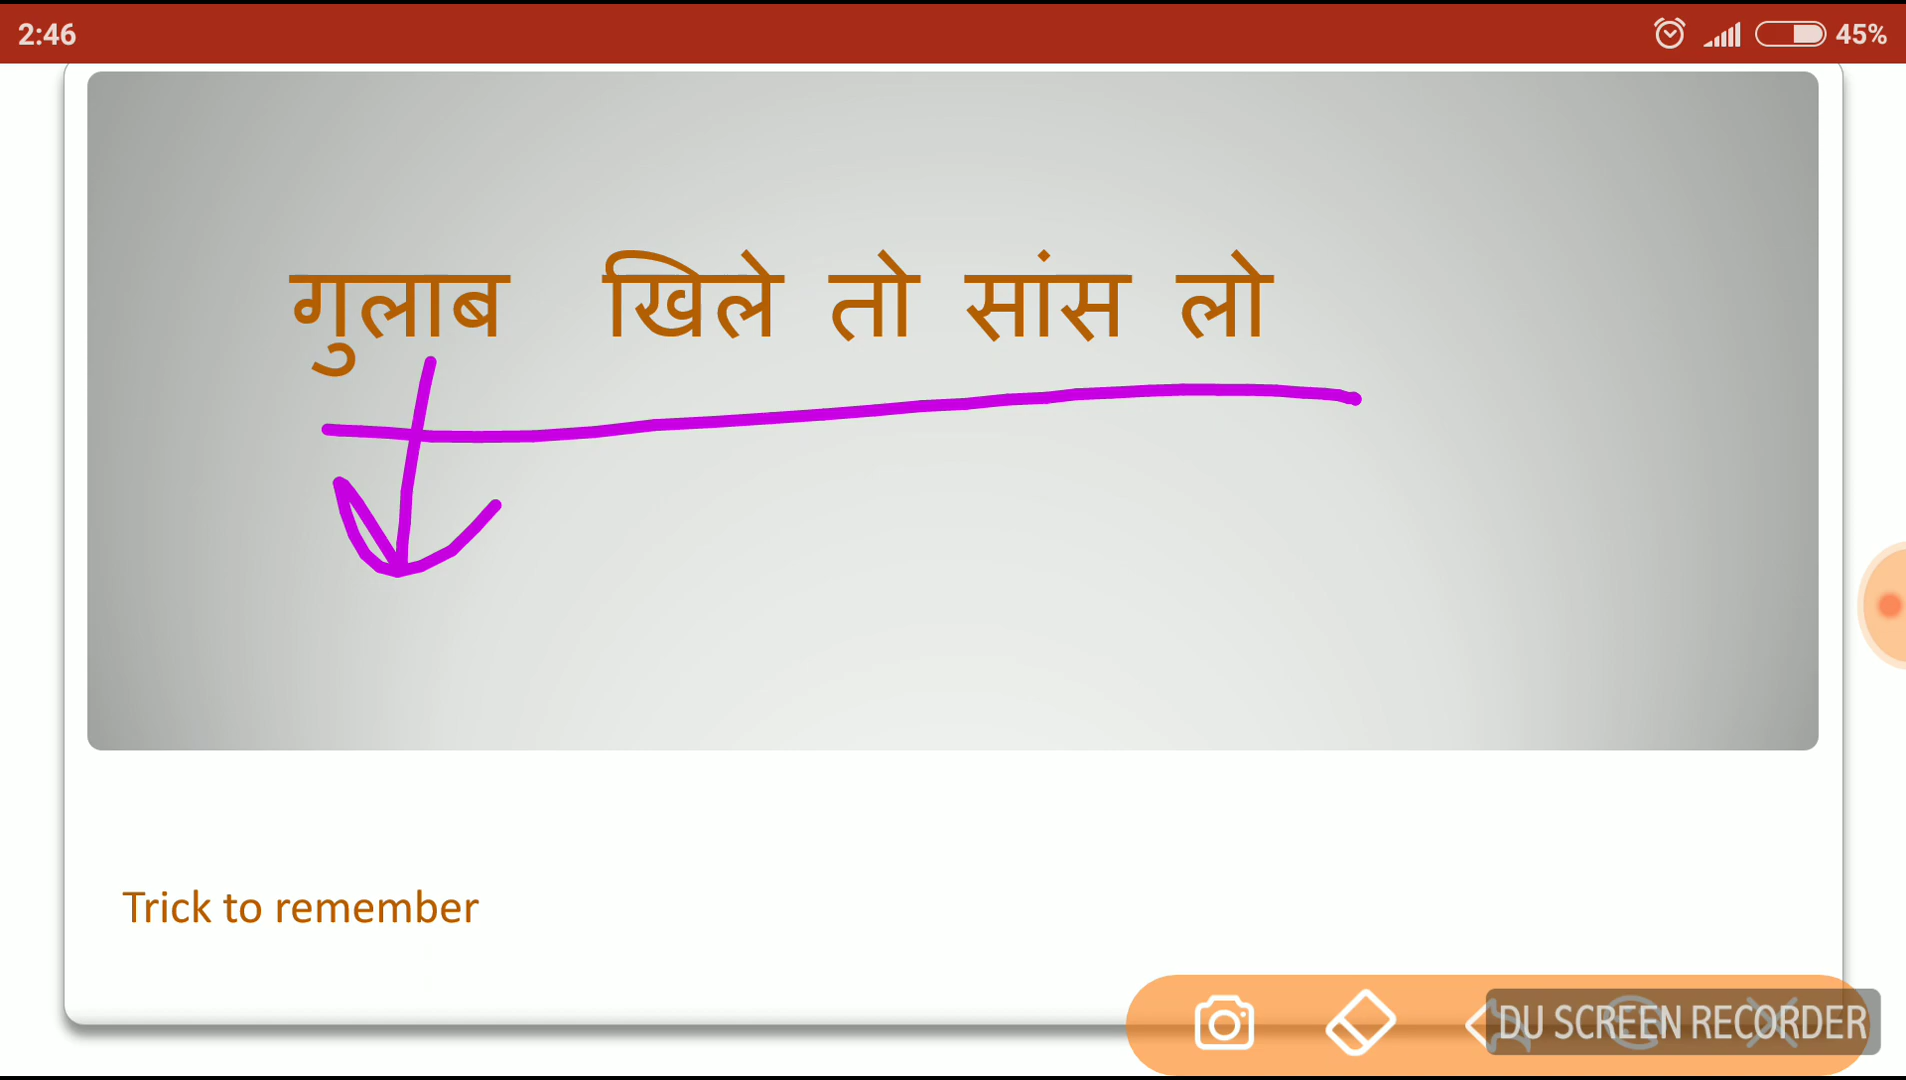 2:46
45%
गुलाब खिले तो सांस लो
Trick to remember
DU SCREEN RECORDER